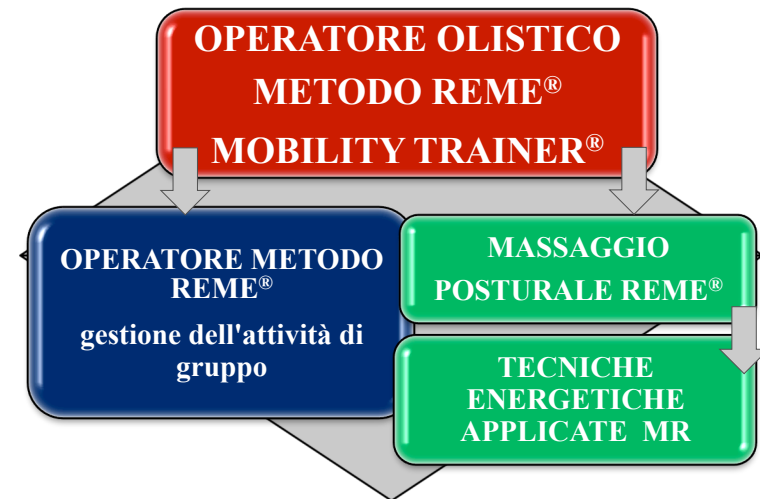 OPERATORE OLISTICO
METODO REME®
MOBILITY TRAINER®
OPERATORE METODO
REME®
gestione dell'attività di
gruppo
MASSAGGIO
POSTURALE REME®
TECNICHE
ENERGETICHE
APPLICATE MR